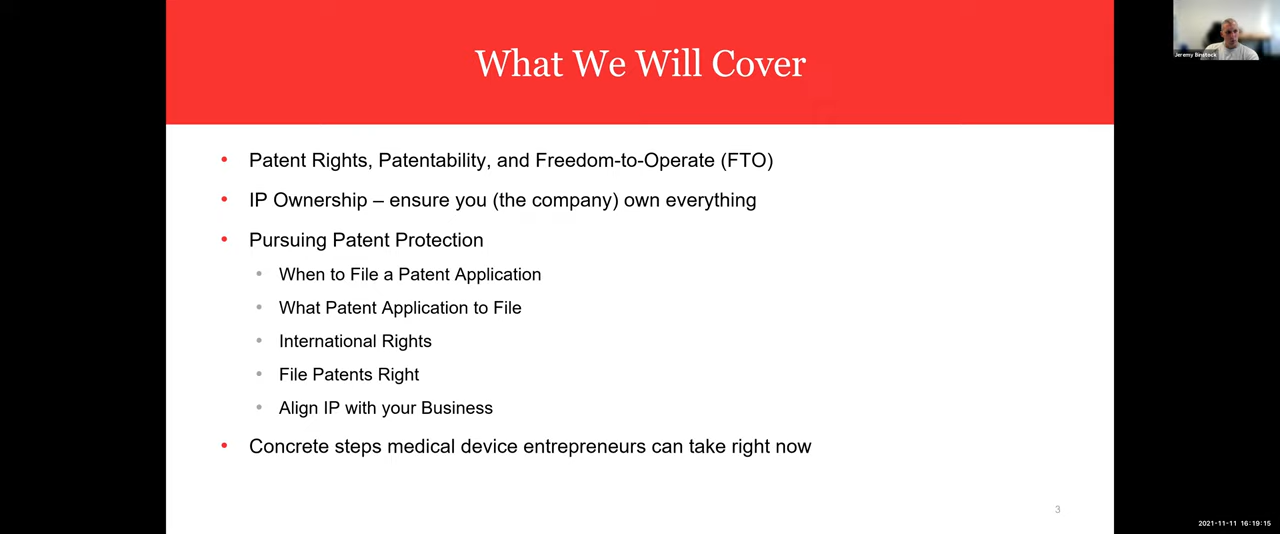 What We Will Cover
Jeremy Binstock
• Patent Rights, Patentability, and Freedom-to-Operate (FTO)
• IP Ownership – ensure you (the company) own everything
• Pursuing Patent Protection
• When to File a Patent Application
• What Patent Application to File
• International Rights
• File Patents Right
• Align IP with your Business
• Concrete steps medical device entrepreneurs can take right now
3
2021-11-11 16:19:15